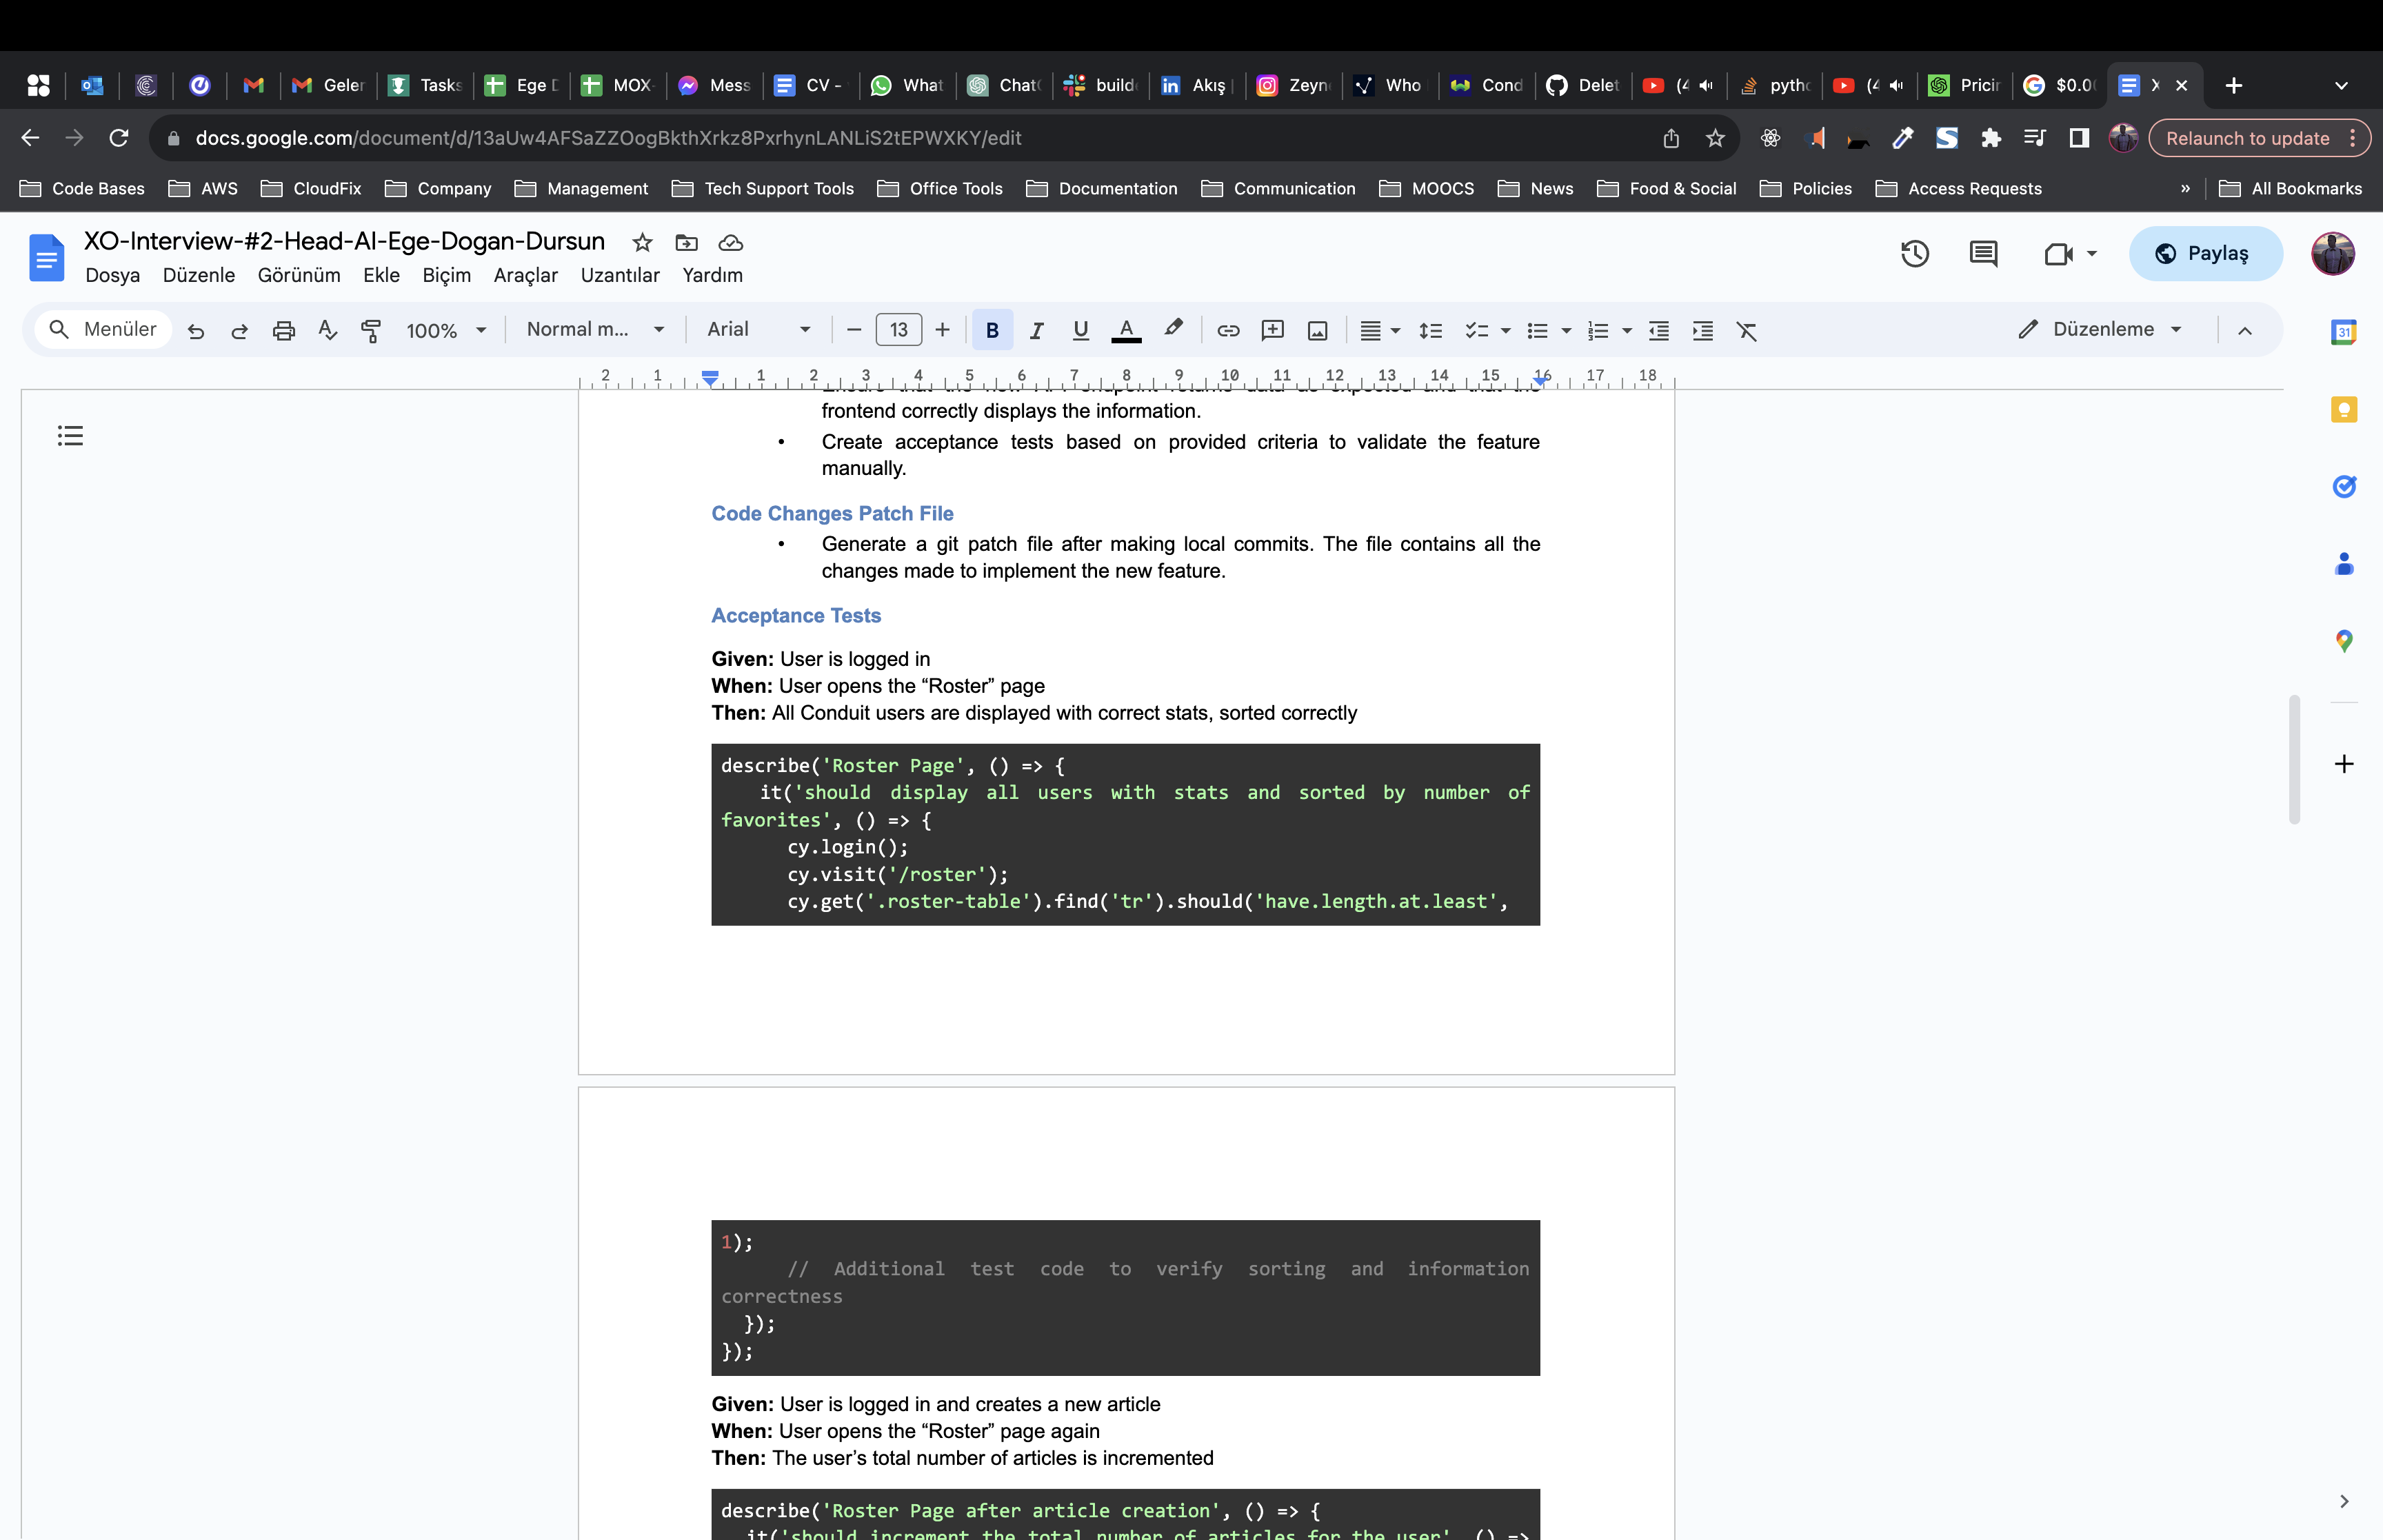 Geler
Tasks
Ege D
MOX-
Mess
CV -
What
Chat
build
Akış
Zeyn
Who
Cond
Delet
(4
pytho
(4
Pricin
$0.0
X
docs.google.com/document/d/13aUw4AFSaZZOogBkthXrkz8PxrhynLANLiS2tEPWXKY/edit
Relaunch to update
Code Bases
AWS
CloudFix
Company
Management
Tech Support Tools
Office Tools
Documentation
Communication
MOOCS
News
Food & Social
Policies
Access Requests
»
All Bookmarks
XO-Interview-#2-Head-AI-Ege-Dogan-Dursun
Dosya Düzenle Görünüm Ekle Biçim Araçlar Uzantılar Yardım
Paylaş
Menüler
100%
Normal m...
Arial
13
Düzenleme
2 1 1 2 3 4 5 6 7 8 9 10 11 12 13 14 15 16 17 18
31
frontend correctly displays the information.
• Create acceptance tests based on provided criteria to validate the feature
manually.
Code Changes Patch File
• Generate a git patch file after making local commits. The file contains all the
changes made to implement the new feature.
Acceptance Tests
Given: User is logged in
When: User opens the “Roster” page
Then: All Conduit users are displayed with correct stats, sorted correctly
describe('Roster Page', () => {
it('should display all users with stats and sorted by number of
favorites', () => {
cy.login();
cy.visit('/roster');
cy.get('.roster-table').find('tr').should('have.length.at.least',
1);
// Additional test code to verify sorting and information
correctness
});
});
Given: User is logged in and creates a new article
When: User opens the “Roster” page again
Then: The user’s total number of articles is incremented
describe('Roster Page after article creation', () => {
it('should increment the total number of articles for the user', () =>